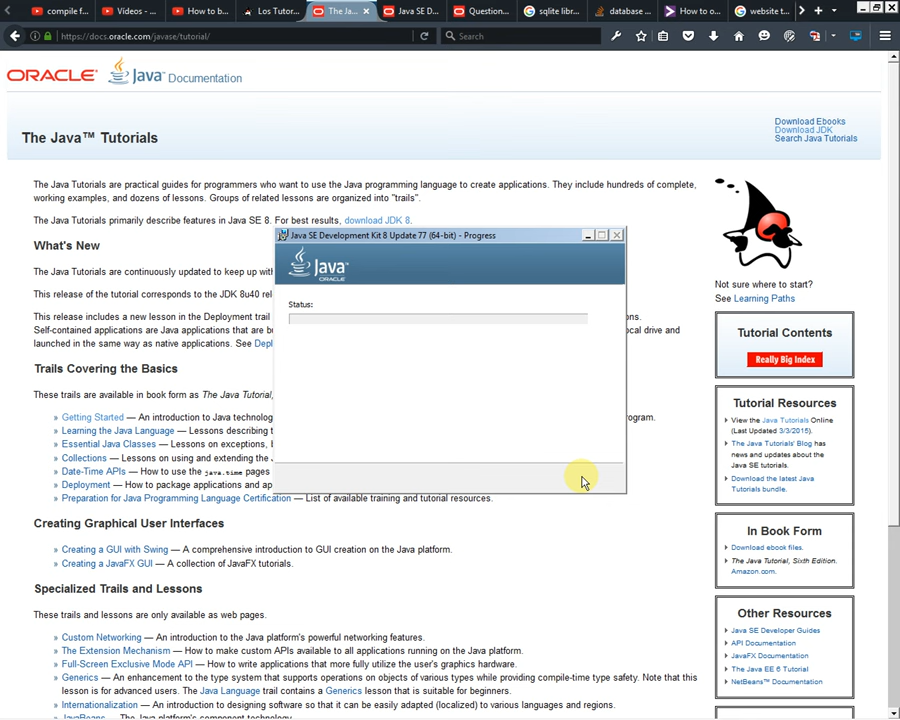 compile f...
Videos - ...
How to b...
Los Tutor...
The Ja...
Java SE D...
Question...
sqlite libr...
database ...
How to o...
website t...
https://docs.oracle.com/javase/tutorial/
Search
ORACLE Java Documentation
The Java™ Tutorials
Download Ebooks
Download JDK
Search Java Tutorials
The Java Tutorials are practical guides for programmers who want to use the Java programming language to create applications. They include hundreds of complete,
working examples, and dozens of lessons. Groups of related lessons are organized into "trails".
The Java Tutorials primarily describe features in Java SE 8. For best results, download JDK 8.
What's New
The Java Tutorials are continuously updated to keep up with
This release of the tutorial corresponds to the JDK 8u40 rel
This release includes a new lesson in the Deployment trail
ons.
Self-contained applications are Java applications that are bu
ocal drive and
launched in the same way as native applications. See Depl
Java SE Development Kit 8 Update 77 (64-bit) - Progress
Java
ORACLE
Status:
Trails Covering the Basics
These trails are available in book form as The Java Tutorial,
» Getting Started — An introduction to Java technolog
rogram.
» Learning the Java Language — Lessons describing t
» Essential Java Classes — Lessons on exceptions, b
» Collections — Lessons on using and extending the J
» Date-Time APIs — How to use the java.time pages
» Deployment — How to package applications and ap
» Preparation for Java Programming Language Certification — List of available training and tutorial resources.
Creating Graphical User Interfaces
» Creating a GUI with Swing — A comprehensive introduction to GUI creation on the Java platform.
» Creating a JavaFX GUI — A collection of JavaFX tutorials.
Specialized Trails and Lessons
These trails and lessons are only available as web pages.
» Custom Networking — An introduction to the Java platform's powerful networking features.
» The Extension Mechanism — How to make custom APIs available to all applications running on the Java platform.
» Full-Screen Exclusive Mode API — How to write applications that more fully utilize the user's graphics hardware.
» Generics — An enhancement to the type system that supports operations on objects of various types while providing compile-time type safety. Note that this
lesson is for advanced users. The Java Language trail contains a Generics lesson that is suitable for beginners.
» Internationalization — An introduction to designing software so that it can be easily adapted (localized) to various languages and regions.
» JavaBeans — The Java platform's component technology.
Not sure where to start?
See Learning Paths
Tutorial Contents
Really Big Index
Tutorial Resources
View the Java Tutorials Online
(Last Updated 3/3/2015).
The Java Tutorials' Blog has
news and updates about the
Java SE tutorials.
Download the latest Java
Tutorials bundle.
In Book Form
Download ebook files.
The Java Tutorial, Sixth Edition.
Amazon.com.
Other Resources
Java SE Developer Guides
API Documentation
JavaFX Documentation
The Java EE 6 Tutorial
NetBeans™ Documentation